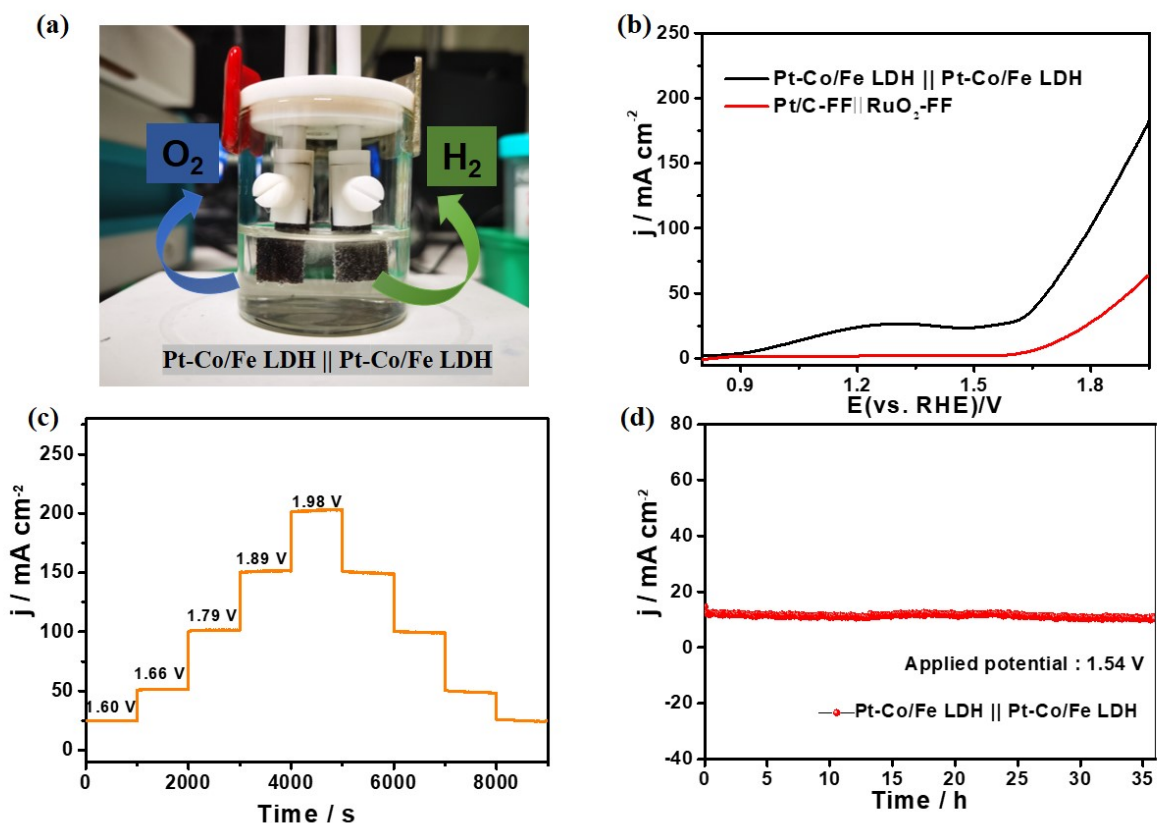 (a)
O₂
H₂
Pt-Co/Fe LDH || Pt-Co/Fe LDH
(b)
250
200
150
100
50
0
j / mA cm⁻²
Pt-Co/Fe LDH || Pt-Co/Fe LDH
Pt/C-FF||RuO₂-FF
0.9
1.2
1.5
1.8
E(vs. RHE)/V
(c)
250
200
150
100
50
0
j / mA cm⁻²
1.60 V
1.66 V
1.79 V
1.89 V
1.98 V
0
2000
4000
6000
8000
Time / s
(d)
80
60
40
20
0
-20
-40
j / mA cm⁻²
Applied potential : 1.54 V
Pt-Co/Fe LDH || Pt-Co/Fe LDH
0
5
10
15
20
25
30
35
Time / h